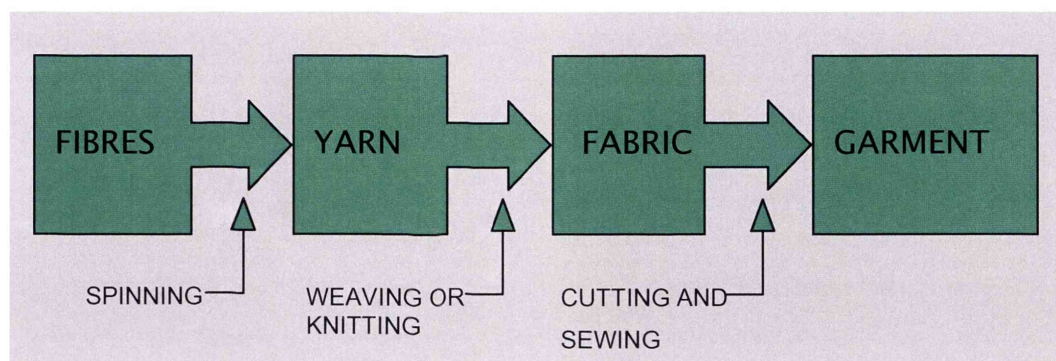 FIBRES YARN FABRIC GARMENT
SPINNING WEAVING OR CUTTING AND
KNITTING SEWING